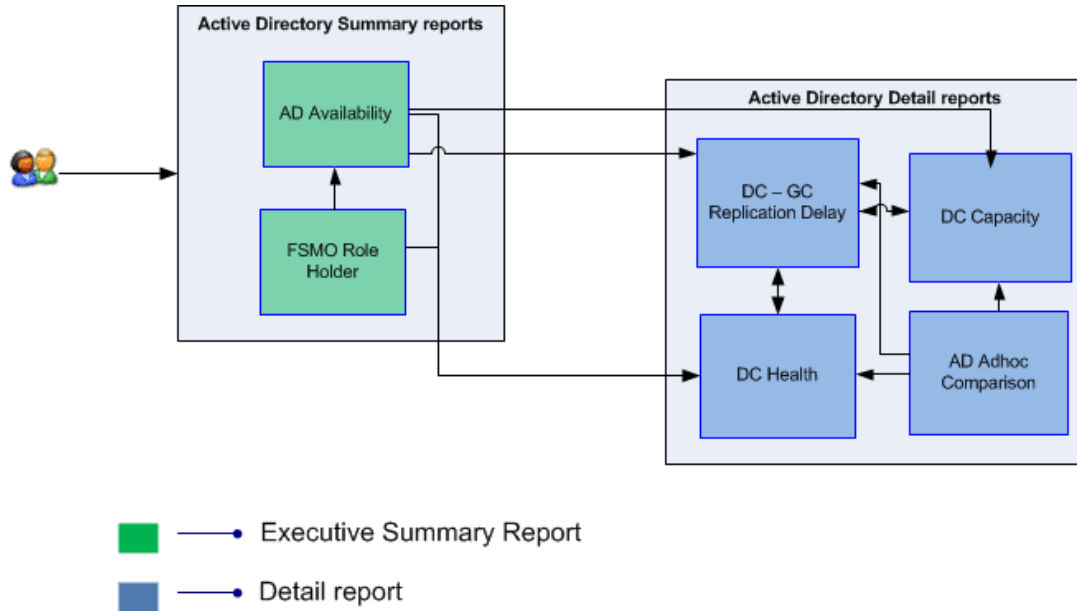 Active Directory Summary reports
AD Availability
FSMO Role
Holder
Active Directory Detail reports
DC – GC
Replication Delay
DC Capacity
DC Health
AD Adhoc
Comparison
Executive Summary Report
Detail report